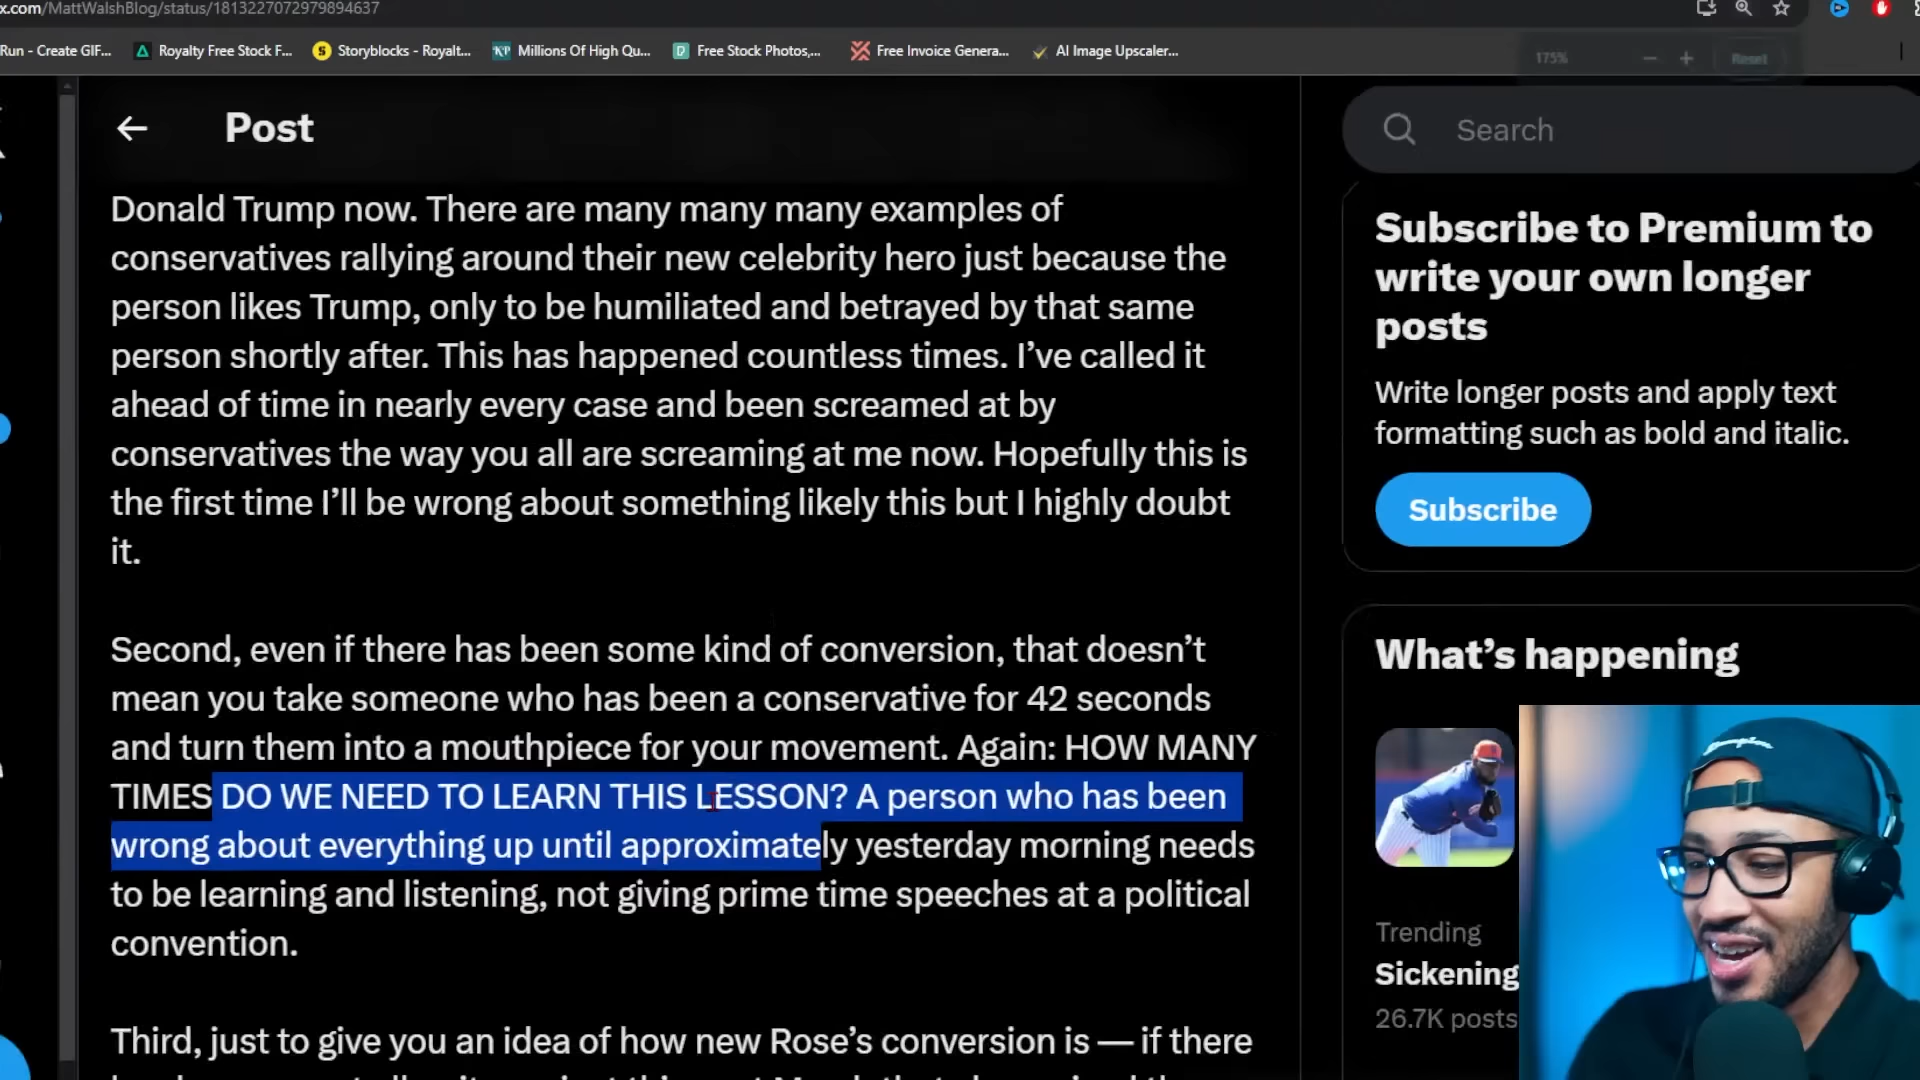 x.com/MattWalshBlog/status/1813227072979894637
Run - Create GIF...
Royalty Free Stock F...
Storyblocks - Royalt...
Millions Of High Qu...
Free Stock Photos,...
Free Invoice Genera...
AI Image Upscaler...
175%
Reset
Post
Search
Donald Trump now. There are many many many examples of
conservatives rallying around their new celebrity hero just because the
person likes Trump, only to be humiliated and betrayed by that same
person shortly after. This has happened countless times. I’ve called it
ahead of time in nearly every case and been screamed at by
conservatives the way you all are screaming at me now. Hopefully this is
the first time I’ll be wrong about something likely this but I highly doubt
it.
Second, even if there has been some kind of conversion, that doesn’t
mean you take someone who has been a conservative for 42 seconds
and turn them into a mouthpiece for your movement. Again: HOW MANY
TIMES DO WE NEED TO LEARN THIS LESSON? A person who has been
wrong about everything up until approximately yesterday morning needs
to be learning and listening, not giving prime time speeches at a political
convention.
Third, just to give you an idea of how new Rose’s conversion is — if there
Subscribe to Premium to
write your own longer
posts
Write longer posts and apply text
formatting such as bold and italic.
Subscribe
What’s happening
Trending
Sickening
26.7K posts